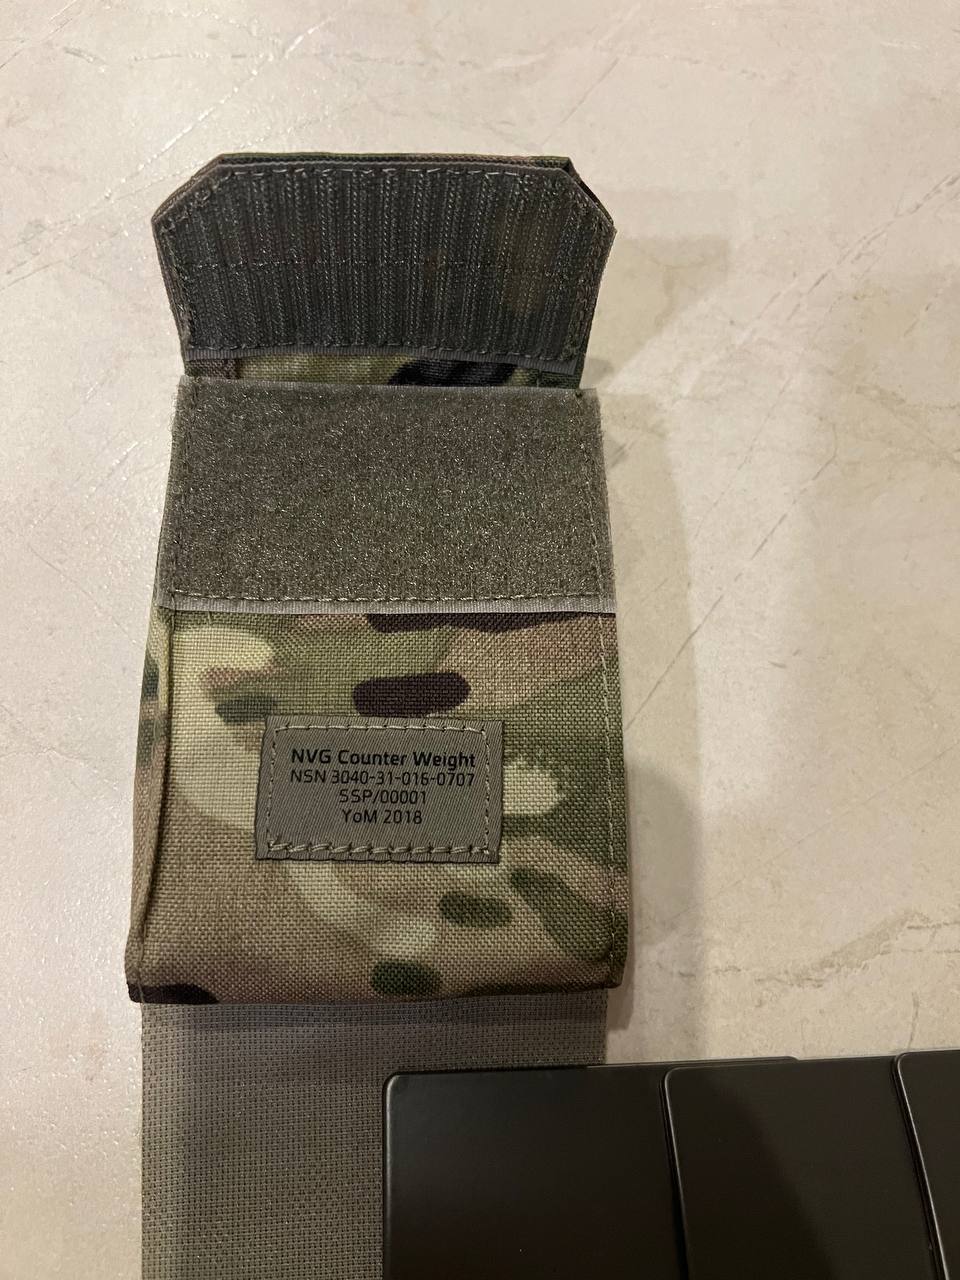 NVG Counter Weight
NSN 3040-31-016-0707
SSP/00001
YoM 2018